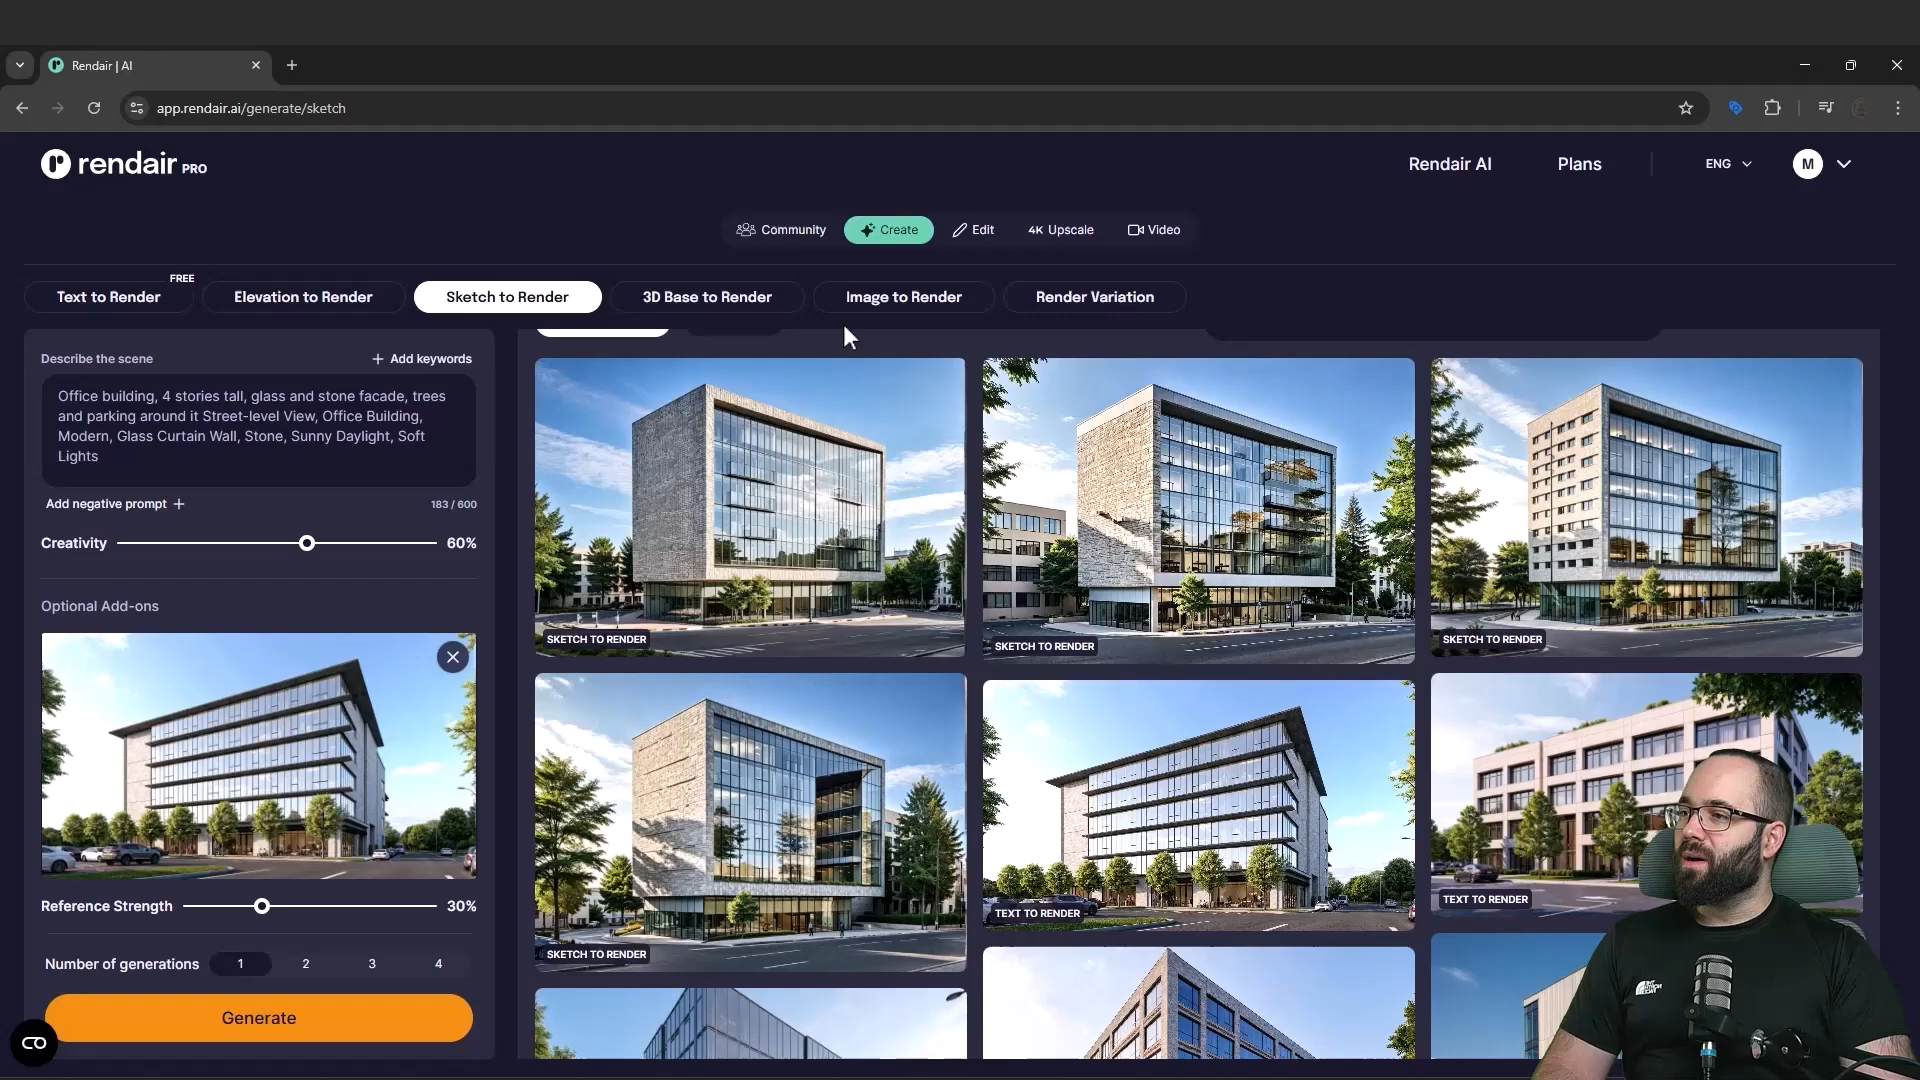 Rendair | AI
app.rendair.ai/generate/sketch
rendair PRO
Rendair AI
Plans
ENG
M
Community
Create
Edit
4K Upscale
Video
FREE
Text to Render
Elevation to Render
Sketch to Render
3D Base to Render
Image to Render
Render Variation
Describe the scene
+ Add keywords
Office building, 4 stories tall, glass and stone facade, trees
and parking around it Street-level View, Office Building,
Modern, Glass Curtain Wall, Stone, Sunny Daylight, Soft
Lights
Add negative prompt +
183 / 600
Creativity
60%
Optional Add-ons
Reference Strength
30%
Number of generations
1
2
3
4
Generate
SKETCH TO RENDER
SKETCH TO RENDER
SKETCH TO RENDER
SKETCH TO RENDER
TEXT TO RENDER
TEXT TO RENDER